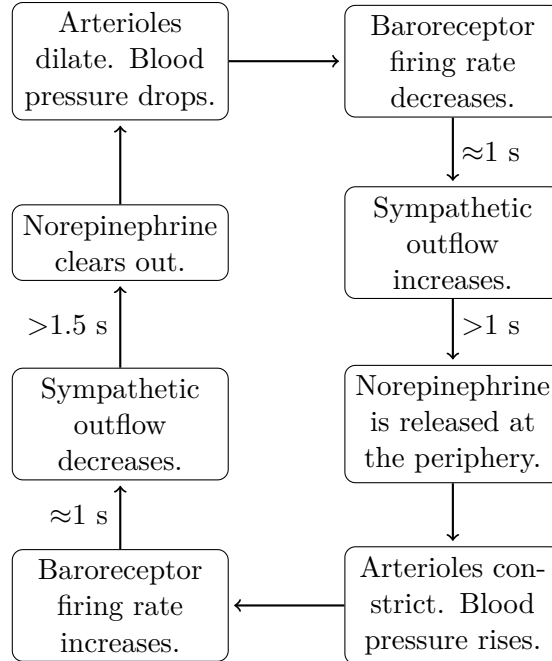 Arterioles
dilate. Blood
pressure drops.
Baroreceptor
firing rate
decreases.
≈1 s
Sympathetic
outflow
increases.
>1 s
Norepinephrine
is released at
the periphery.
Arterioles con-
strict. Blood
pressure rises.
Baroreceptor
firing rate
increases.
≈1 s
Sympathetic
outflow
decreases.
>1.5 s
Norepinephrine
clears out.